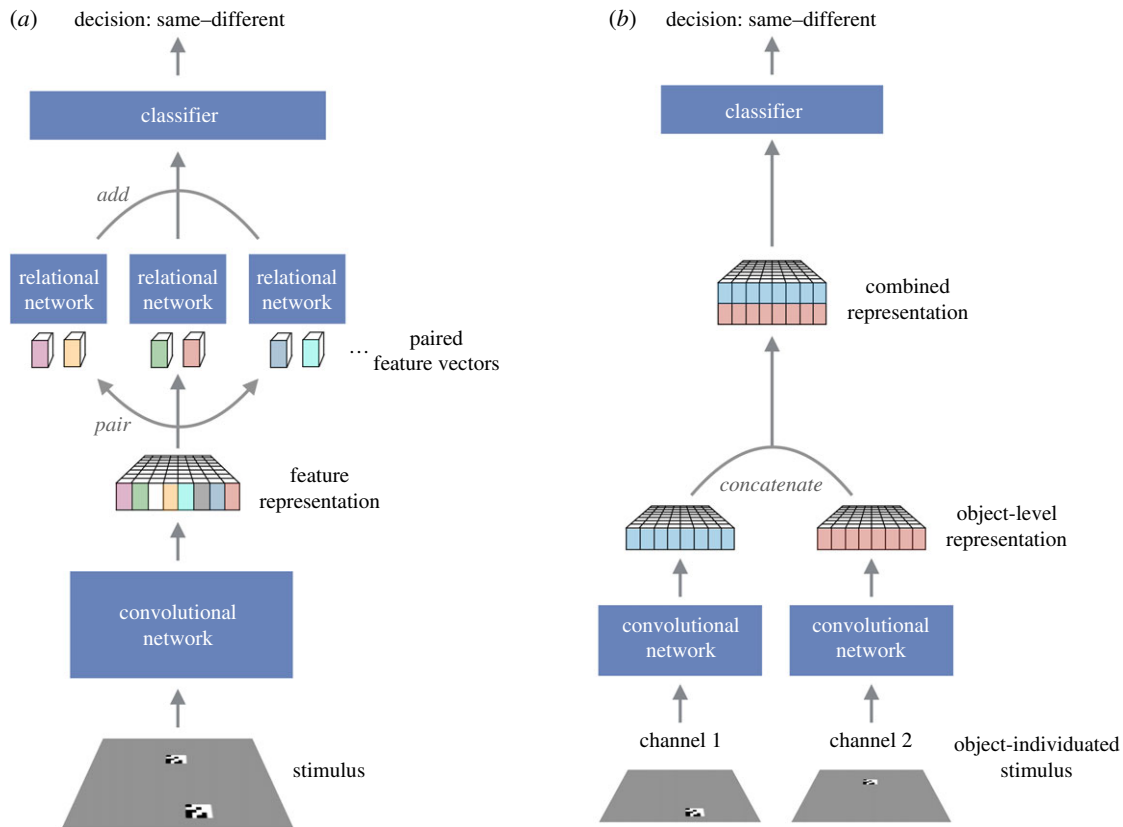 (a) decision: same–different
classifier
add
relational
network
relational
network
relational
network
... paired
feature vectors
pair
feature
representation
convolutional
network
stimulus
(b) decision: same–different
classifier
combined
representation
concatenate
object-level
representation
convolutional
network
convolutional
network
channel 1
channel 2
object-individuated
stimulus